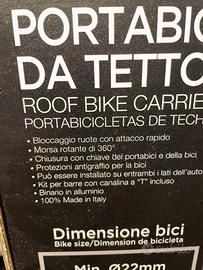 PORTABIC
DA TETTO
ROOF BIKE CARRIE
PORTABICICLETAS DE TECH
• Bloccaggio ruote con attacco rapido
• Morsa rotante di 360°
• Chiusura con chiave del portabici e della bici
• Protezioni antigraffio per la bici
• Può essere installato su entrambi i lati dell'auto
• Kit per barre con canalina a "T" incluso
• Binario in alluminio
• 100% Made in Italy
Dimensione bici
Bike size/Dimension de bicicleta
Min. Ø22mm